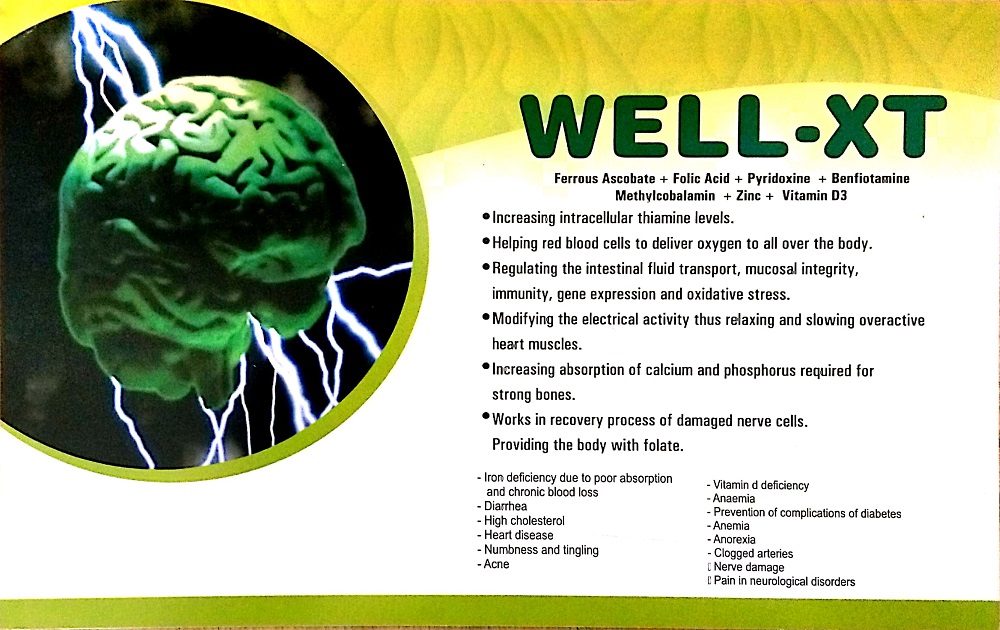 WELL-XT
Ferrous Ascobate + Folic Acid + Pyridoxine + Benfiotamine
Methylcobalamin + Zinc + Vitamin D3
• Increasing intracellular thiamine levels.
• Helping red blood cells to deliver oxygen to all over the body.
• Regulating the intestinal fluid transport, mucosal integrity,
immunity, gene expression and oxidative stress.
• Modifying the electrical activity thus relaxing and slowing overactive
heart muscles.
• Increasing absorption of calcium and phosphorus required for
strong bones.
• Works in recovery process of damaged nerve cells.
Providing the body with folate.
- Iron deficiency due to poor absorption
and chronic blood loss
- Diarrhea
- High cholesterol
- Heart disease
- Numbness and tingling
- Acne
- Vitamin d deficiency
- Anaemia
- Prevention of complications of diabetes
- Anemia
- Anorexia
- Clogged arteries
▯ Nerve damage
▯ Pain in neurological disorders